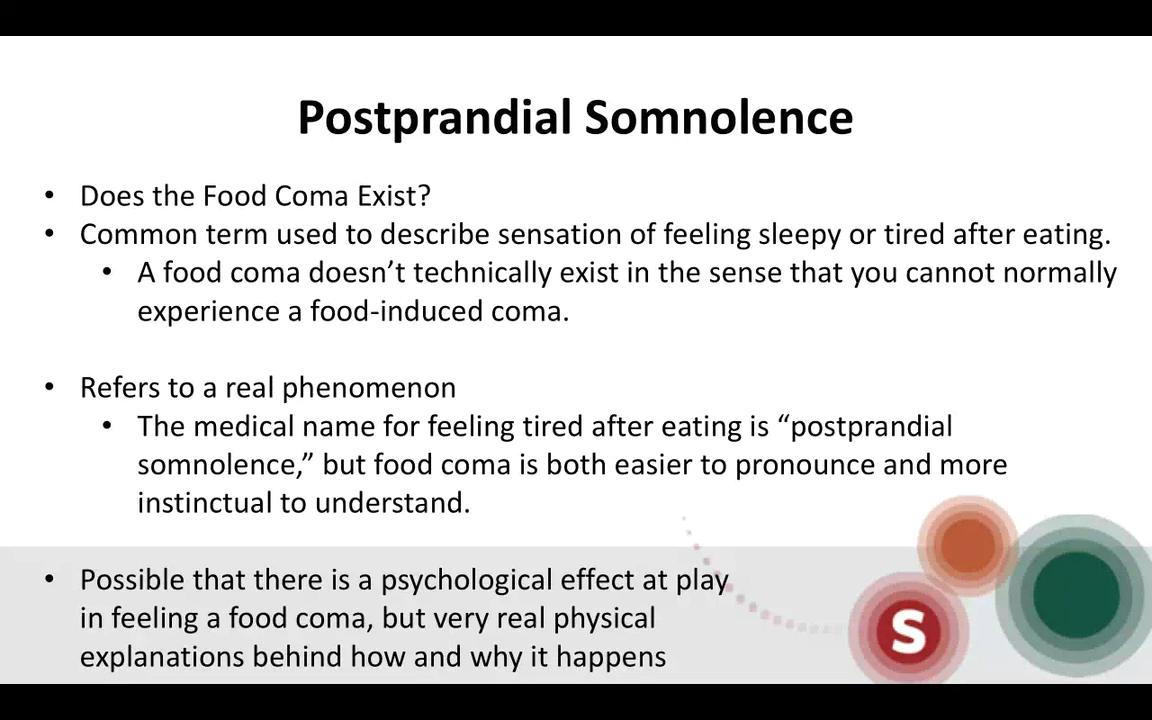 Postprandial Somnolence
• Does the Food Coma Exist?
• Common term used to describe sensation of feeling sleepy or tired after eating.
• A food coma doesn’t technically exist in the sense that you cannot normally
experience a food-induced coma.
• Refers to a real phenomenon
• The medical name for feeling tired after eating is “postprandial
somnolence,” but food coma is both easier to pronounce and more
instinctual to understand.
• Possible that there is a psychological effect at play
in feeling a food coma, but very real physical
explanations behind how and why it happens
S